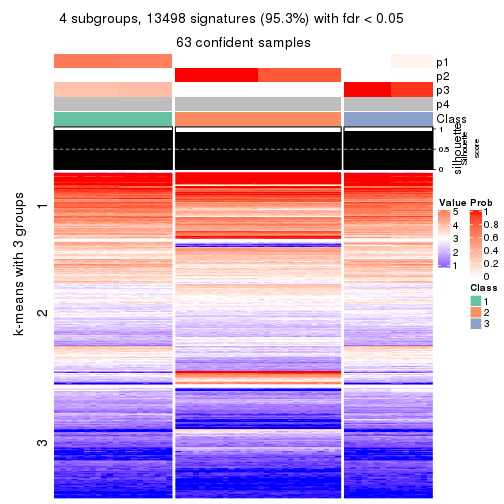 4 subgroups, 13498 signatures (95.3%) with fdr < 0.05
63 confident samples
p1
p2
p3
p4
Class
1
0.5
0
silhouette
Silhouette
score
k-means with 3 groups
1
2
3
Value
5
4
3
2
1
Prob
1
0.8
0.6
0.4
0.2
0
Class
1
2
3